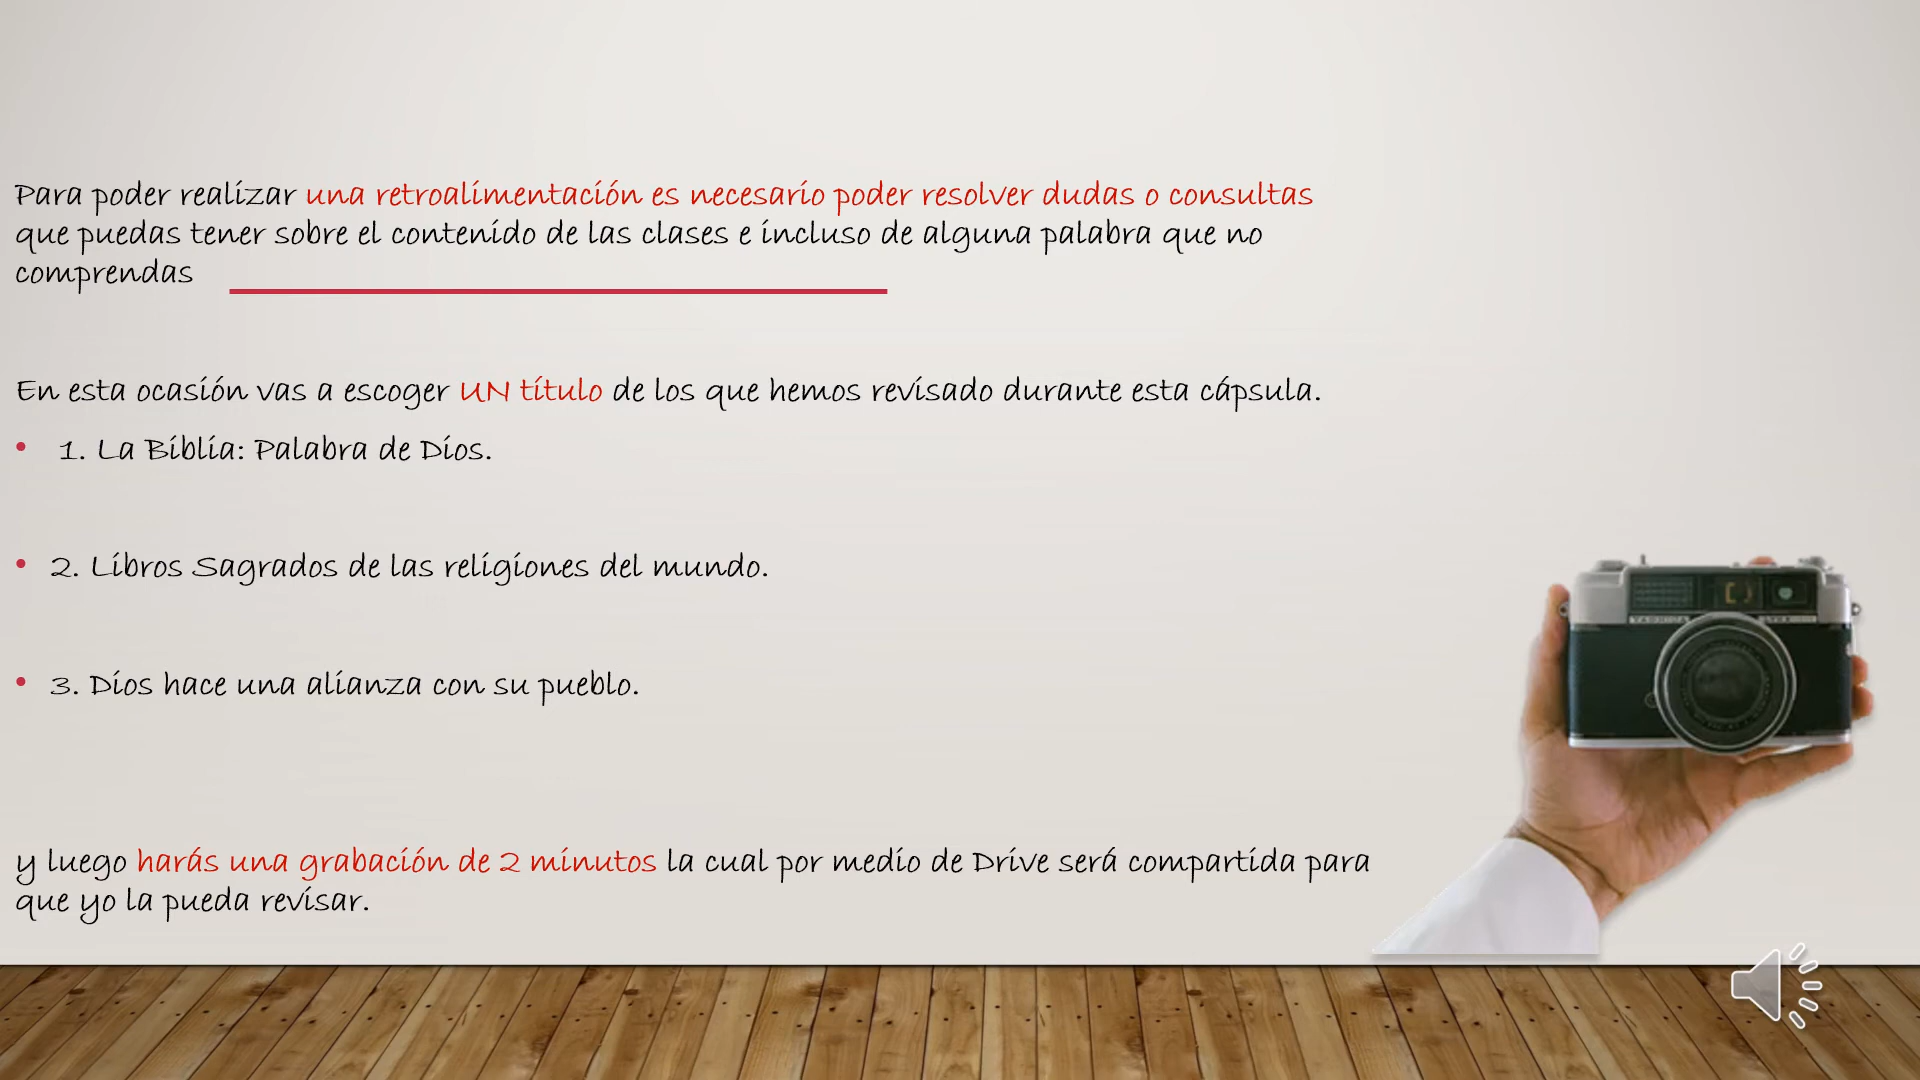 Para poder realizar una retroalimentación es necesario poder resolver dudas o consultas
que puedas tener sobre el contenido de las clases e incluso de alguna palabra que no
comprendas
En esta ocasión vas a escoger UN título de los que hemos revisado durante esta cápsula.
• 1. La Biblia: Palabra de Dios.
• 2. Libros Sagrados de las religiones del mundo.
• 3. Dios hace una alianza con su pueblo.
y luego harás una grabación de 2 minutos la cual por medio de Drive será compartida para
que yo la pueda revisar.